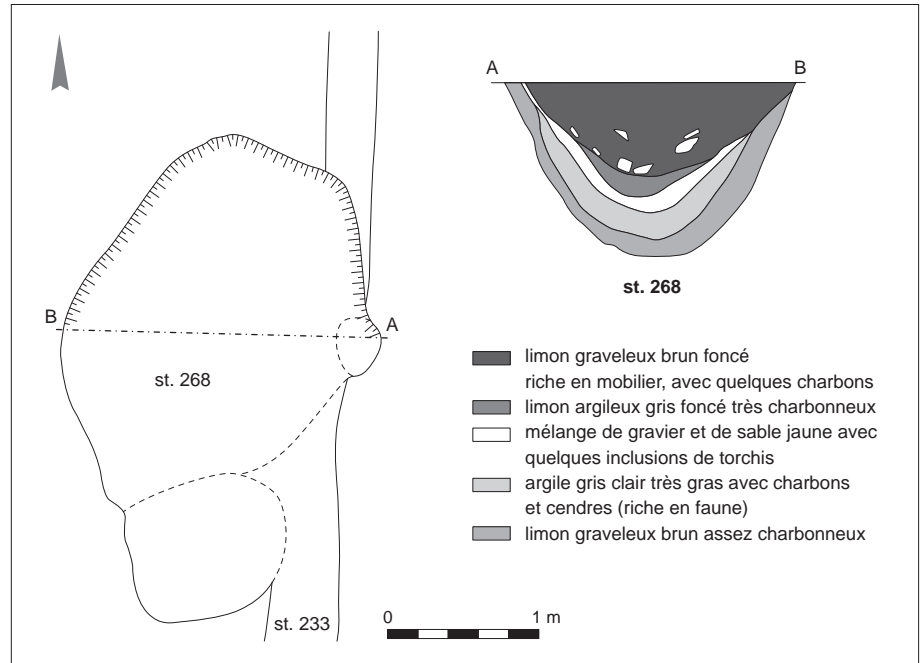 A
B
st. 268
B
A
st. 268
limon graveleux brun foncé
riche en mobilier, avec quelques charbons
limon argileux gris foncé très charbonneux
mélange de gravier et de sable jaune avec
quelques inclusions de torchis
argile gris clair très gras avec charbons
et cendres (riche en faune)
limon graveleux brun assez charbonneux
st. 233
0
1 m